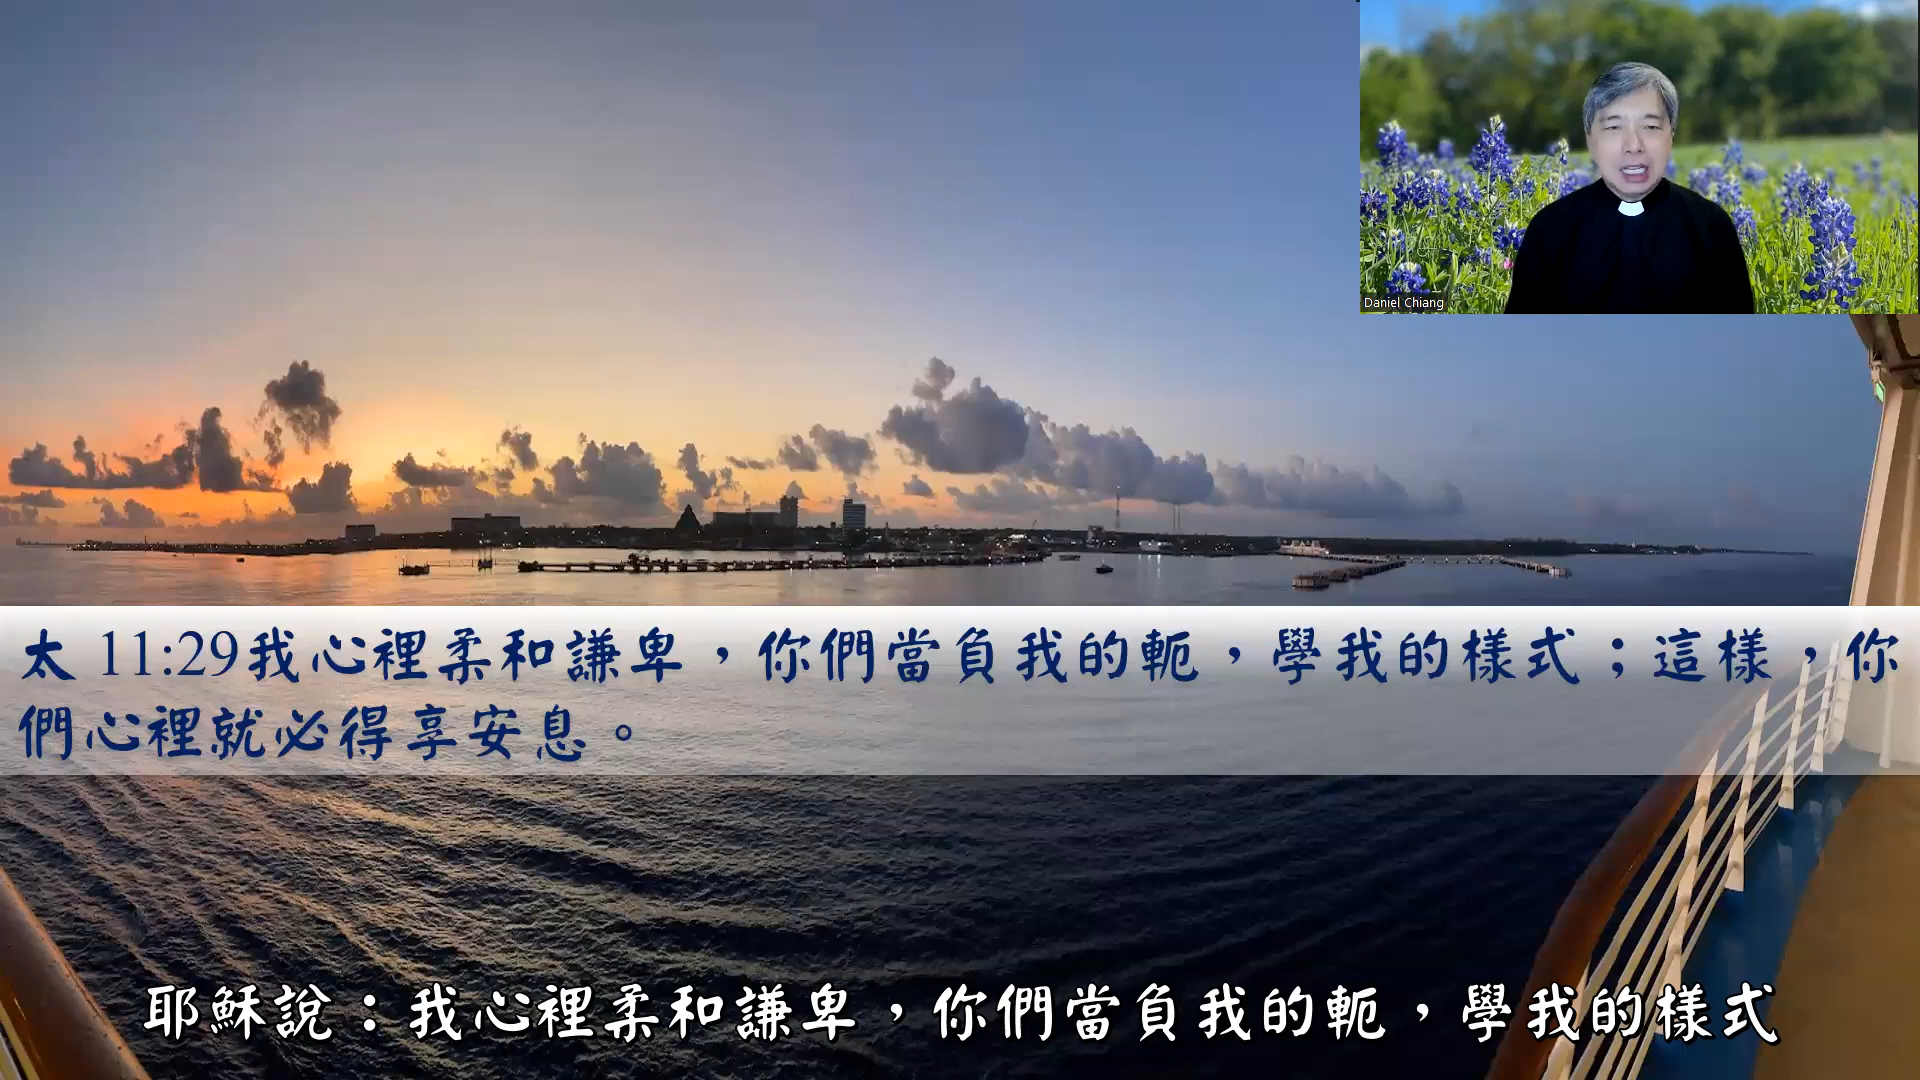 Daniel Chiang
太 11:29我心裡柔和謙卑，你們當負我的軛，學我的樣式；這樣，你
們心裡就必得享安息。
耶穌說：我心裡柔和謙卑，你們當負我的軛，學我的樣式